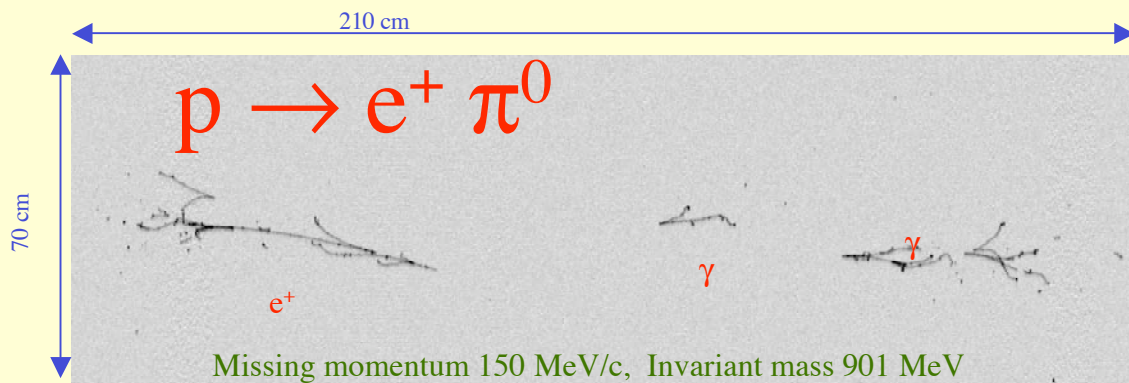 210 cm
p → e⁺ π⁰
70 cm
γ
γ
e⁺
Missing momentum 150 MeV/c, Invariant mass 901 MeV